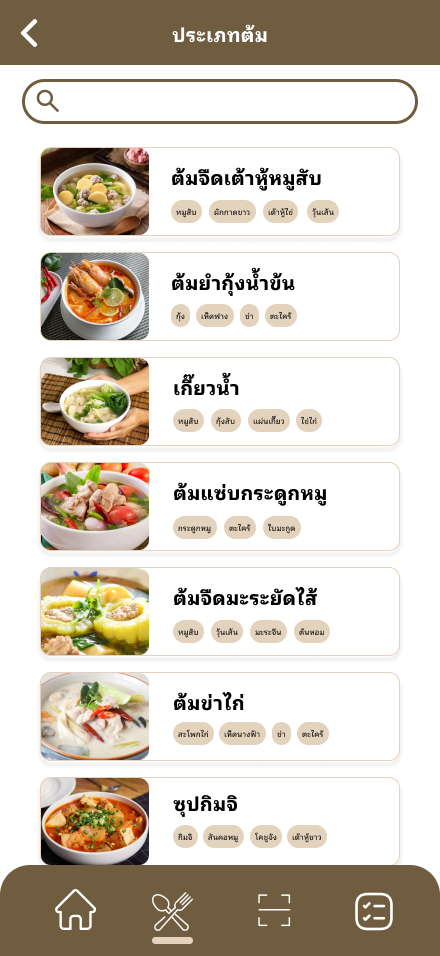 ประเภทต้ม
ต้มจืดเต้าหู้หมูสับ
หมูสับ ผักกาดขาว เต้าหู้ไข่ วุ้นเส้น
ต้มยำกุ้งน้ำข้น
กุ้ง เห็ดฟาง ข่า ตะไคร้
เกี๊ยวน้ำ
หมูสับ กุ้งสับ แผ่นเกี๊ยว ไข่ไก่
ต้มแซ่บกระดูกหมู
กระดูกหมู ตะไคร้ ใบมะกูด
ต้มจืดมะระยัดไส้
หมูสับ วุ้นเส้น มะระจีน ต้นหอม
ต้มข่าไก่
สะโพกไก่ เห็ดนางฟ้า ข่า ตะไคร้
ซุปกิมจิ
กิมจิ สันคอหมู โคชูจัง เต้าหู้ขาว